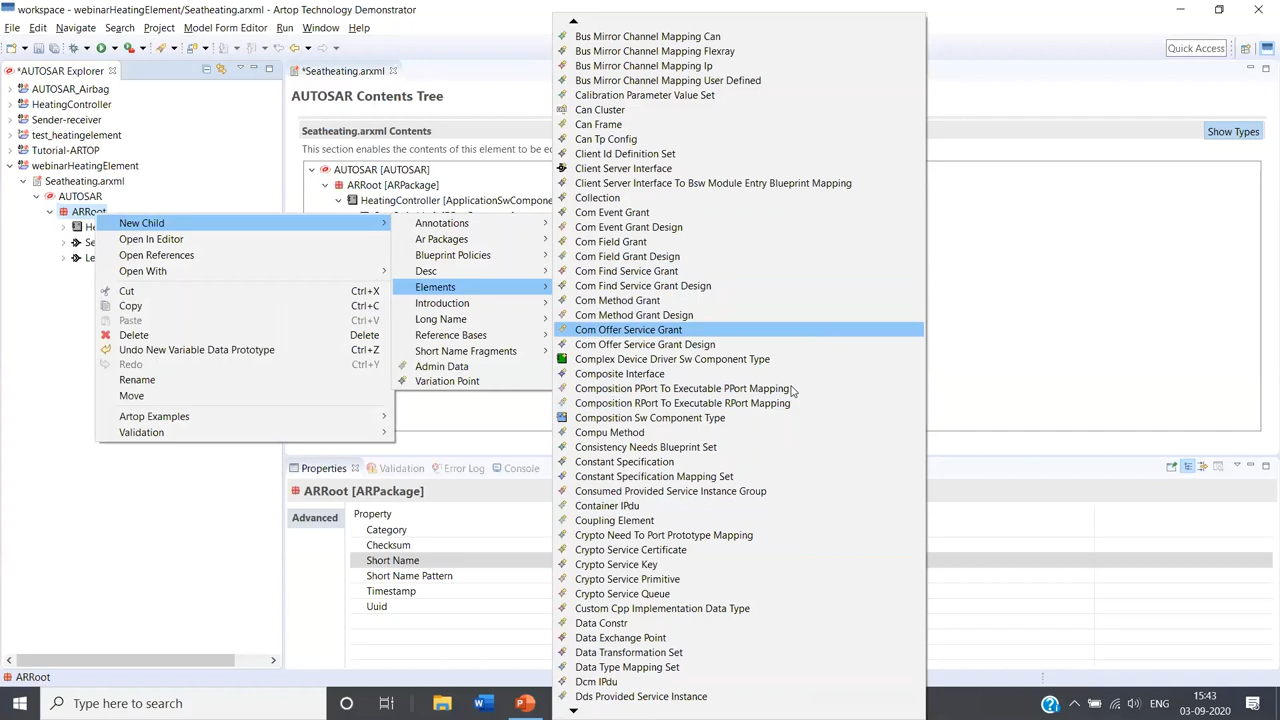 workspace - webinarHeatingElement/Seatheating.arxml - Artop Technology Demonstrator
File Edit Navigate Search Project Model Form Editor Run Window Help
Quick Access
*AUTOSAR Explorer
AUTOSAR_Airbag
HeatingController
Sender-receiver
test_heatingelement
Tutorial-ARTOP
webinarHeatingElement
Seatheating.arxml
AUTOSAR
ARRoot
He
Se
Le
*Seatheating.arxml
AUTOSAR Contents Tree
Seatheating.arxml Contents
Show Types
This section enables the contents of this element to be ec
AUTOSAR [AUTOSAR]
ARRoot [ARPackage]
HeatingController [ApplicationSwCompone
New Child
Open In Editor
Open References
Open With
Cut Ctrl+X
Copy Ctrl+C
Paste Ctrl+V
Delete Delete
Undo New Variable Data Prototype Ctrl+Z
Redo Ctrl+Y
Rename
Move
Artop Examples
Validation
Annotations
Ar Packages
Blueprint Policies
Desc
Elements
Introduction
Long Name
Reference Bases
Short Name Fragments
Admin Data
Variation Point
Bus Mirror Channel Mapping Can
Bus Mirror Channel Mapping Flexray
Bus Mirror Channel Mapping Ip
Bus Mirror Channel Mapping User Defined
Calibration Parameter Value Set
Can Cluster
Can Frame
Can Tp Config
Client Id Definition Set
Client Server Interface
Client Server Interface To Bsw Module Entry Blueprint Mapping
Collection
Com Event Grant
Com Event Grant Design
Com Field Grant
Com Field Grant Design
Com Find Service Grant
Com Find Service Grant Design
Com Method Grant
Com Method Grant Design
Com Offer Service Grant
Com Offer Service Grant Design
Complex Device Driver Sw Component Type
Composite Interface
Composition PPort To Executable PPort Mapping
Composition RPort To Executable RPort Mapping
Composition Sw Component Type
Compu Method
Consistency Needs Blueprint Set
Constant Specification
Constant Specification Mapping Set
Consumed Provided Service Instance Group
Container IPdu
Coupling Element
Crypto Need To Port Prototype Mapping
Crypto Service Certificate
Crypto Service Key
Crypto Service Primitive
Crypto Service Queue
Custom Cpp Implementation Data Type
Data Constr
Data Exchange Point
Data Transformation Set
Data Type Mapping Set
Dcm IPdu
Dds Provided Service Instance
Properties Validation Error Log Console
ARRoot [ARPackage]
Advanced
Property
Category
Checksum
Short Name
Short Name Pattern
Timestamp
Uuid
ARRoot
Type here to search
ENG
15:43
03-09-2020